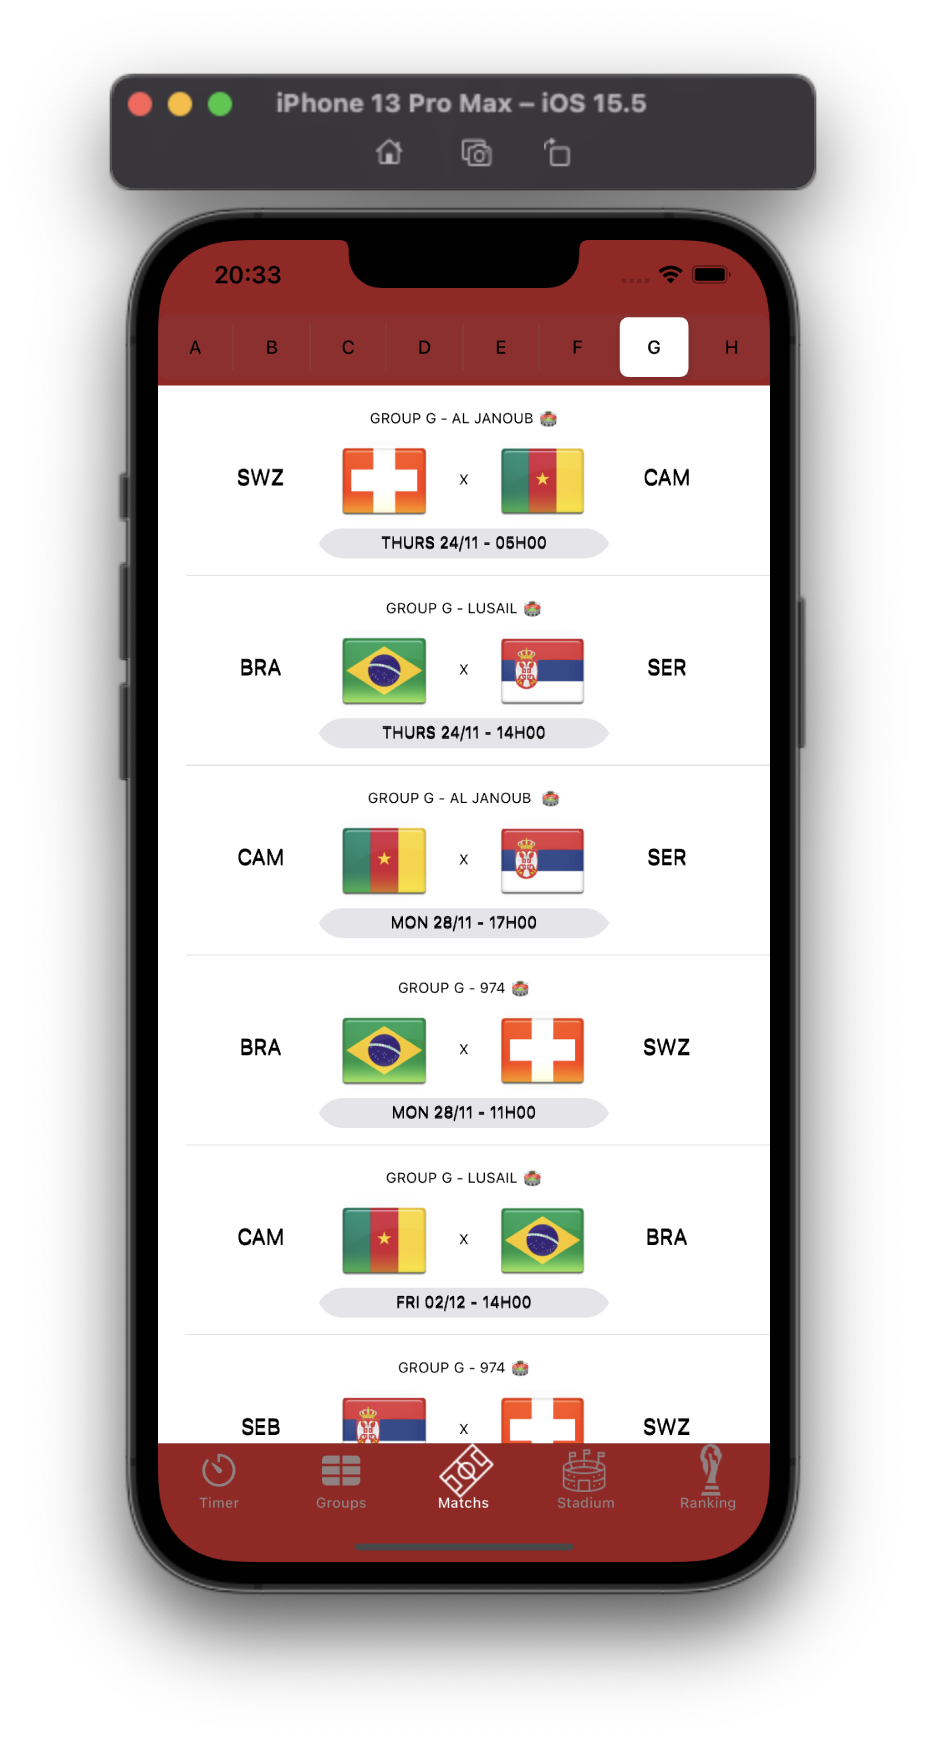 iPhone 13 Pro Max – iOS 15.5
20:33
A B C D E F G H
GROUP G - AL JANOUB
SWZ x CAM
THURS 24/11 - 05H00
GROUP G - LUSAIL
BRA x SER
THURS 24/11 - 14H00
GROUP G - AL JANOUB
CAM x SER
MON 28/11 - 17H00
GROUP G - 974
BRA x SWZ
MON 28/11 - 11H00
GROUP G - LUSAIL
CAM x BRA
FRI 02/12 - 14H00
GROUP G - 974
SEB x SWZ
Timer Groups Matchs Stadium Ranking